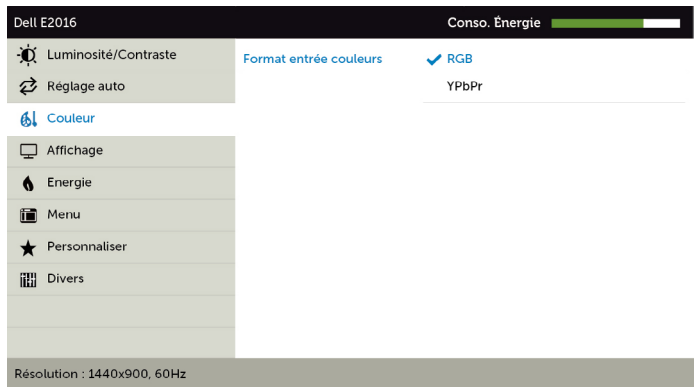 Dell E2016
Conso. Énergie
Luminosité/Contraste
Réglage auto
Couleur
Affichage
Energie
Menu
Personnaliser
Divers
Format entrée couleurs
RGB
YPbPr
Résolution : 1440x900, 60Hz